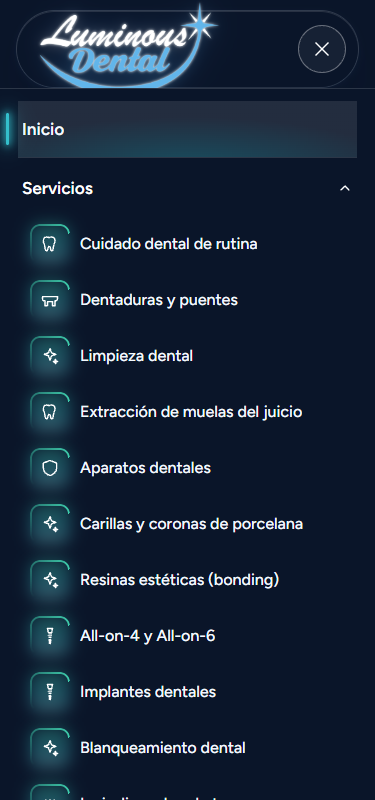 Luminous
Dental
Inicio
Servicios
Cuidado dental de rutina
Dentaduras y puentes
Limpieza dental
Extracción de muelas del juicio
Aparatos dentales
Carillas y coronas de porcelana
Resinas estéticas (bonding)
All-on-4 y All-on-6
Implantes dentales
Blanqueamiento dental